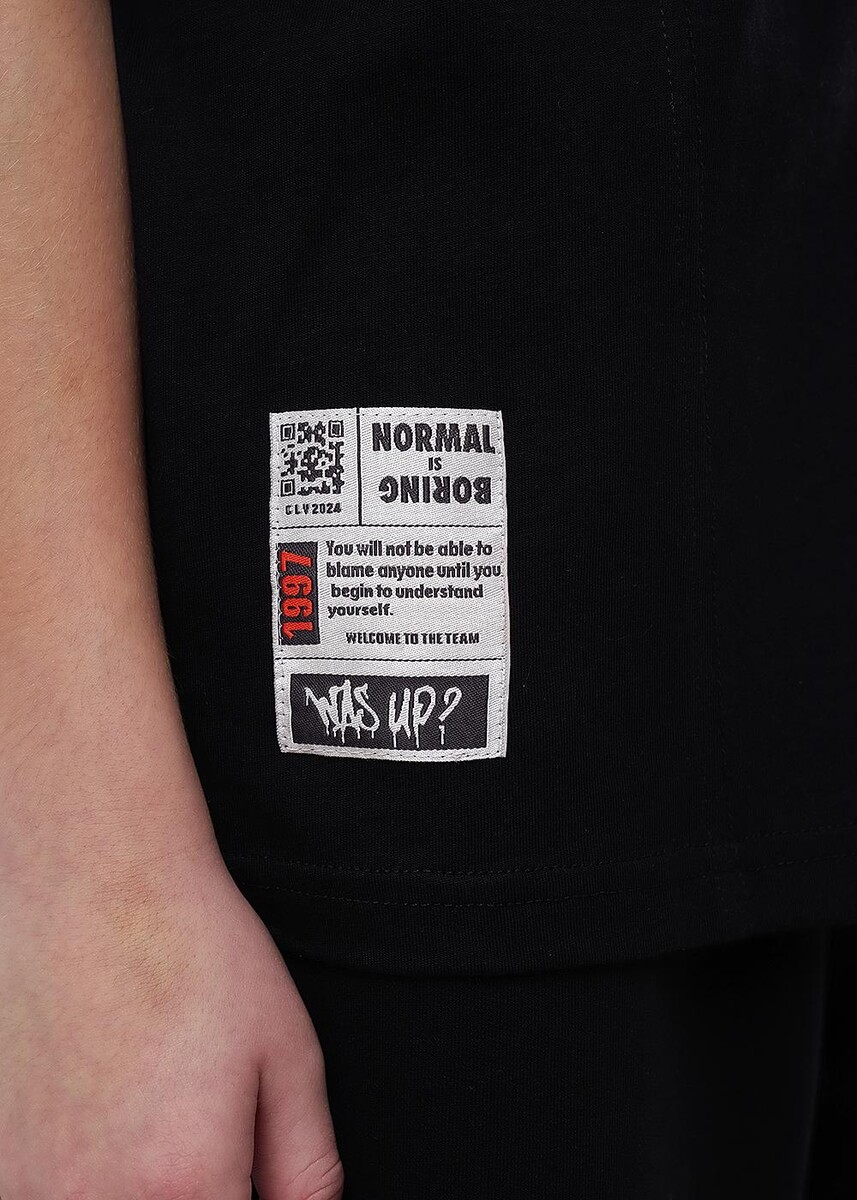 NORMAL
IS
BORING
CLV2024
1997
You will not be able to
blame anyone until you
begin to understand
yourself.
WELCOME TO THE TEAM
WAS UP?